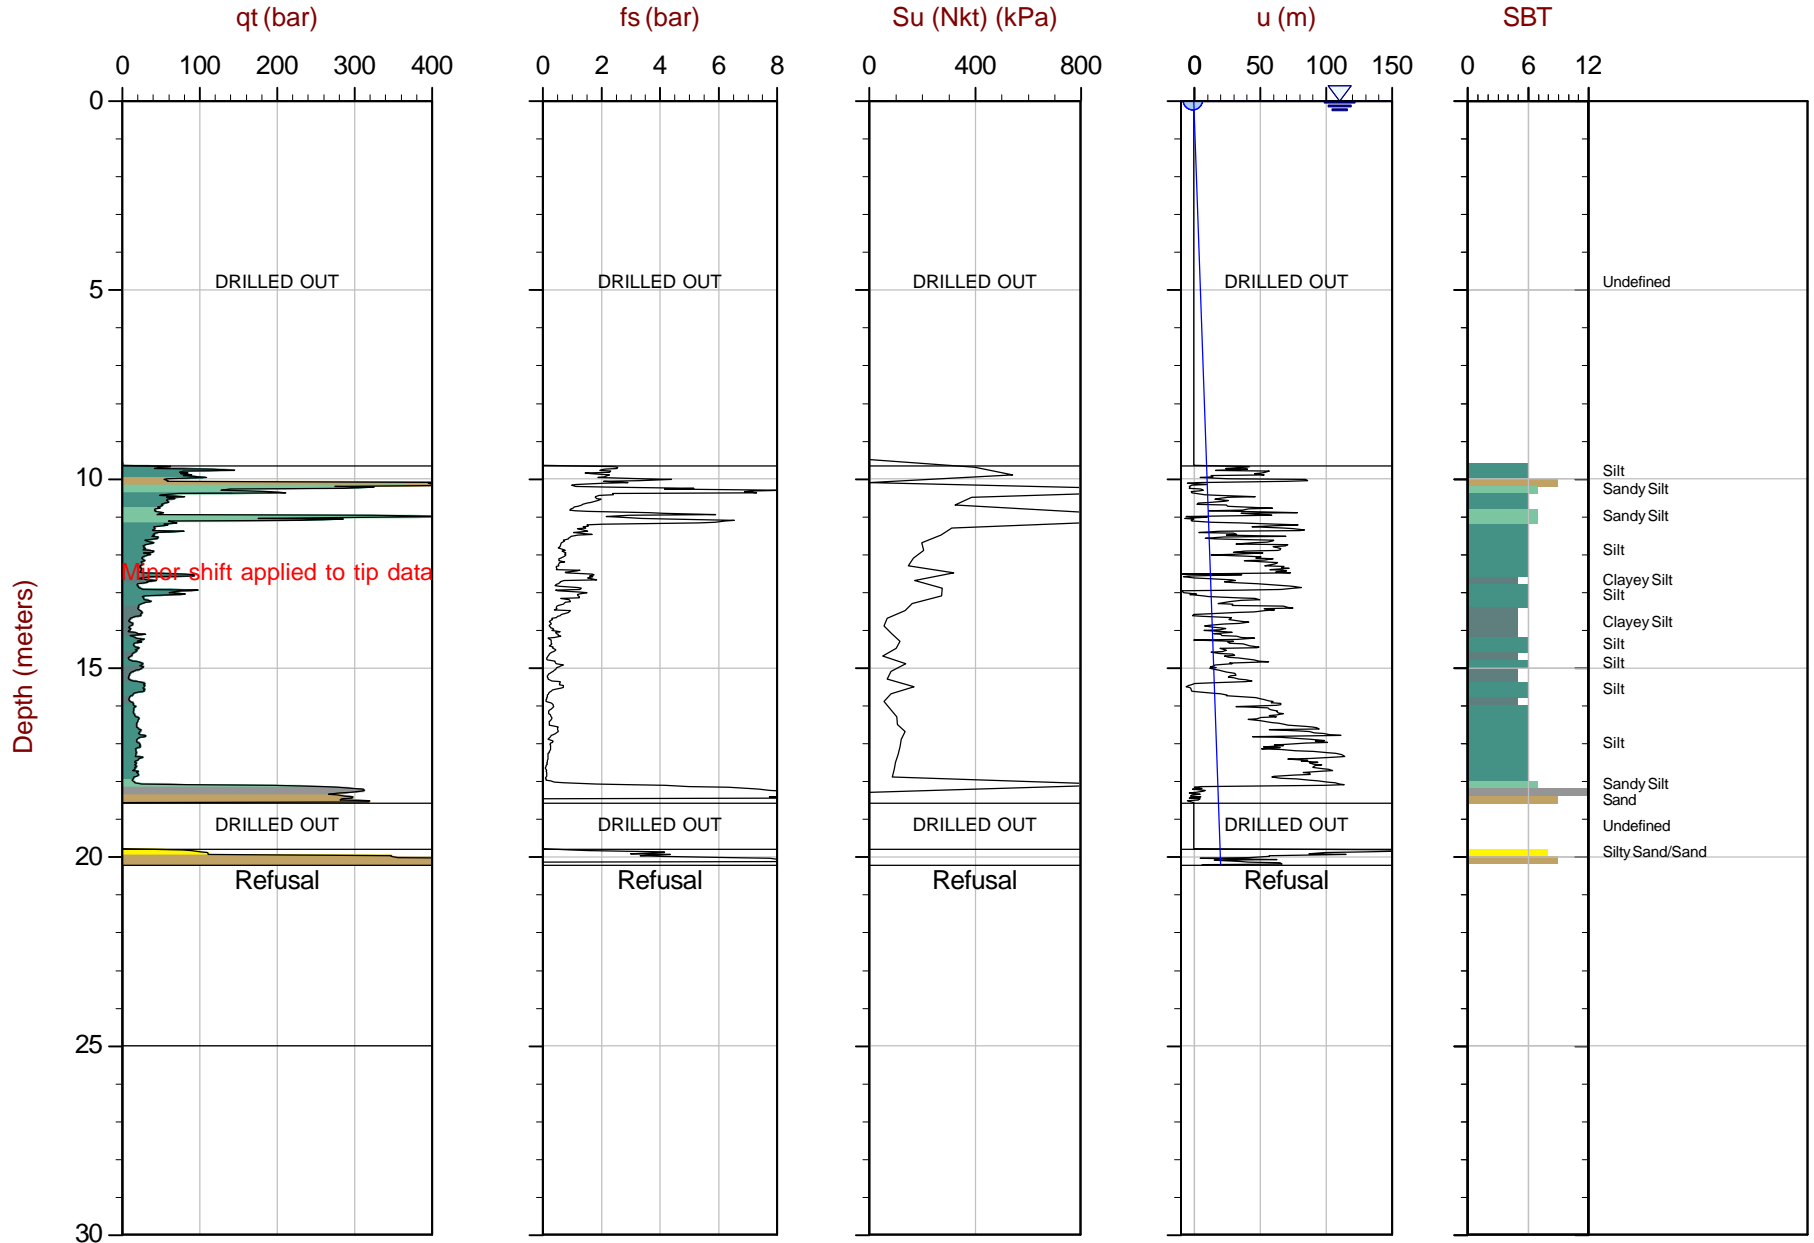 qt (bar) fs (bar) Su (Nkt) (kPa) u (m) SBT
0 100 200 300 400 0 2 4 6 8 0 400 800 0 50 100 150 0 6 12
0
DRILLED OUT DRILLED OUT DRILLED OUT DRILLED OUT Undefined
5
Silt
10
Sandy Silt
Sandy Silt
Silt
Minor shift applied to tip data
Clayey Silt
Silt
Clayey Silt
Silt
Silt
15
Silt
Depth (meters)
Silt
Sandy Silt
Sand
DRILLED OUT DRILLED OUT DRILLED OUT DRILLED OUT Undefined
Silty Sand/Sand
20
Refusal Refusal Refusal Refusal
25
30